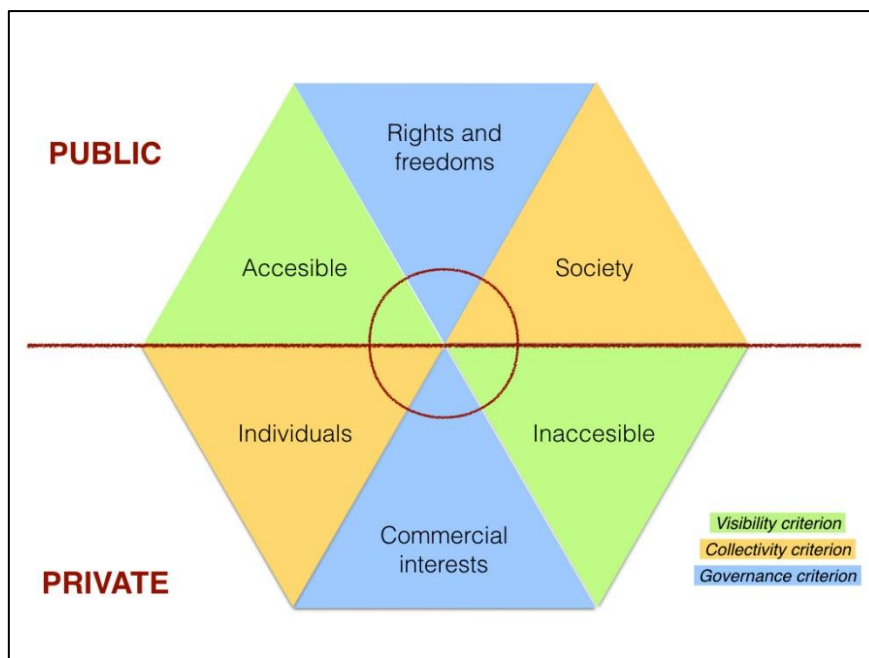 PUBLIC
Rights and
freedoms
Accesible
Society
Individuals
Inaccesible
Commercial
interests
PRIVATE
Visibility criterion
Collectivity criterion
Governance criterion